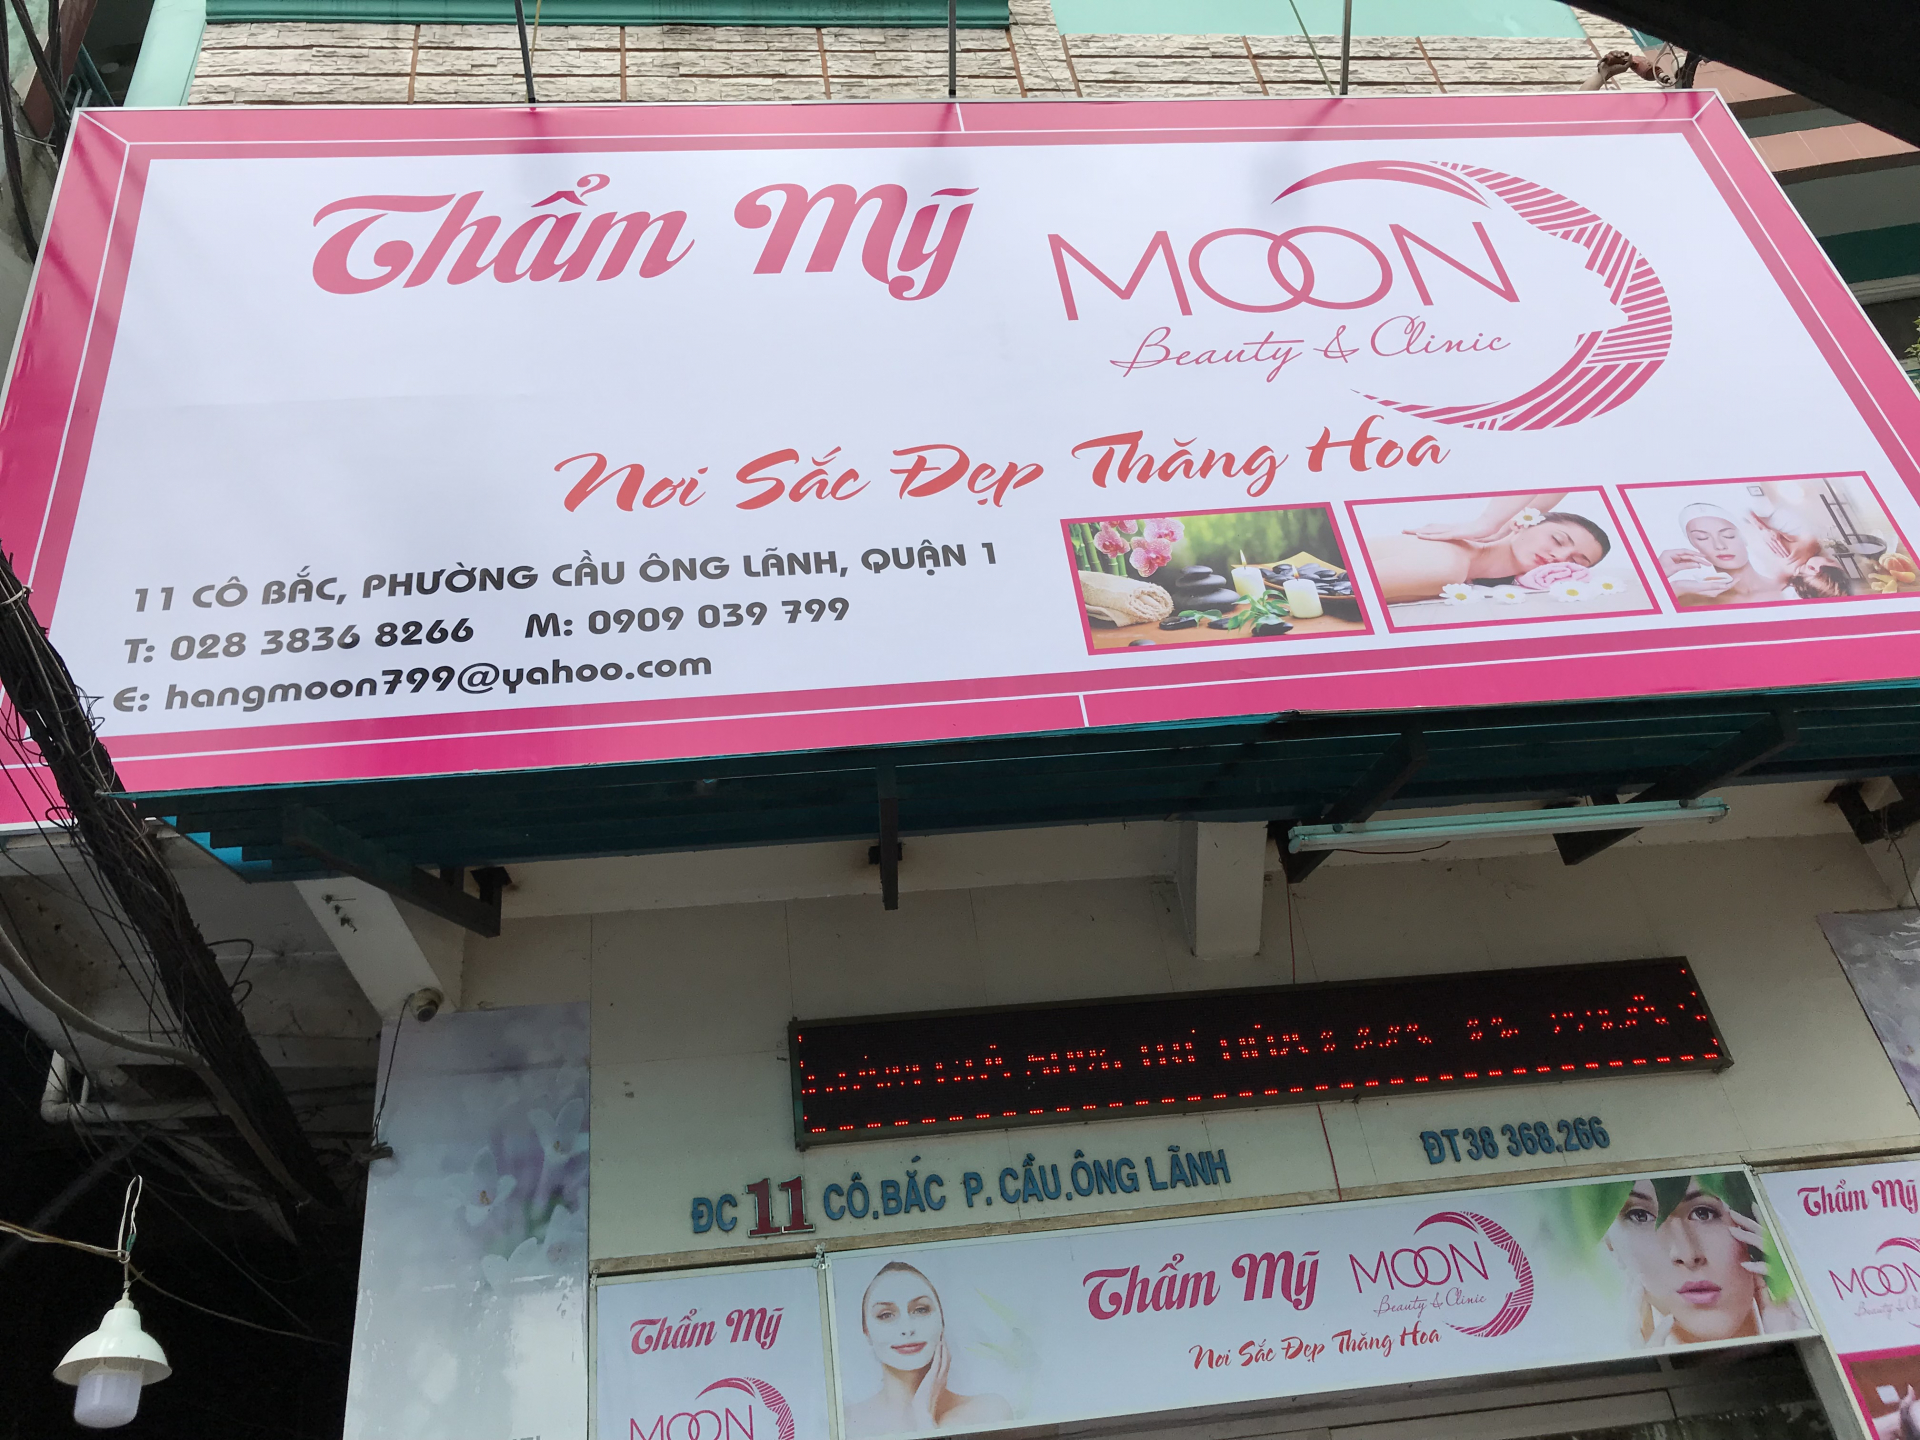 Thẩm Mỹ
MOON
Beauty & Clinic
Nơi Sắc Đẹp Thăng Hoa
11 CÔ BẮC, PHƯỜNG CẦU ÔNG LÃNH, QUẬN 1
T: 028 3836 8266 M: 0909 039 799
E: hangmoon799@yahoo.com
ĐC 11 CÔ.BẮC P. CẦU.ÔNG LÃNH ĐT38 368.266
Thẩm Mỹ
MOON
Thẩm Mỹ MOON
Beauty & Clinic
Nơi Sắc Đẹp Thăng Hoa
Thẩm Mỹ
MOON
Beauty &